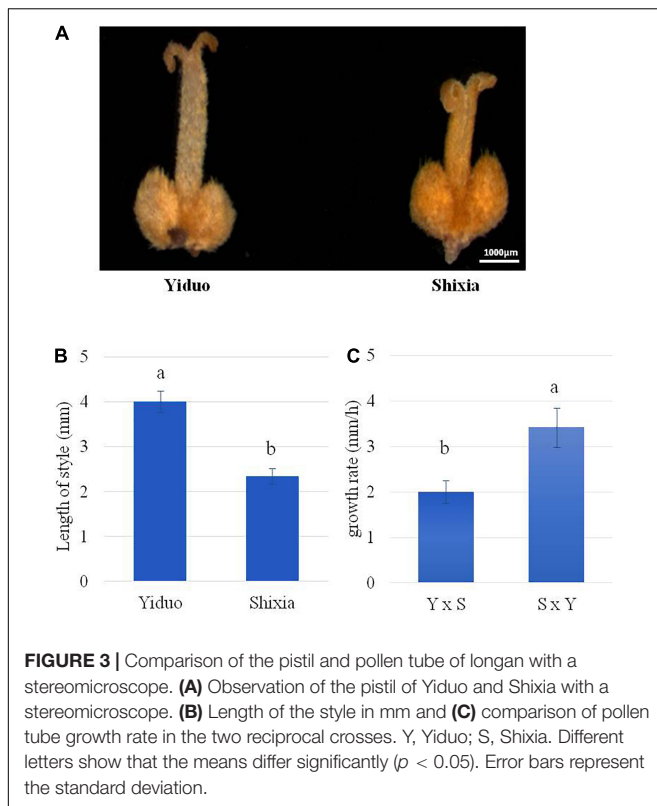 A
1000µm
Yiduo Shixia
B
5
4
3
2
1
0
Length of style (mm)
a
b
Yiduo Shixia
C
5
4
3
2
1
0
growth rate (mm/h)
b
a
Y x S S x Y
FIGURE 3 | Comparison of the pistil and pollen tube of longan with a
stereomicroscope. (A) Observation of the pistil of Yiduo and Shixia with a
stereomicroscope. (B) Length of the style in mm and (C) comparison of pollen
tube growth rate in the two reciprocal crosses. Y, Yiduo; S, Shixia. Different
letters show that the means differ significantly (p < 0.05). Error bars represent
the standard deviation.